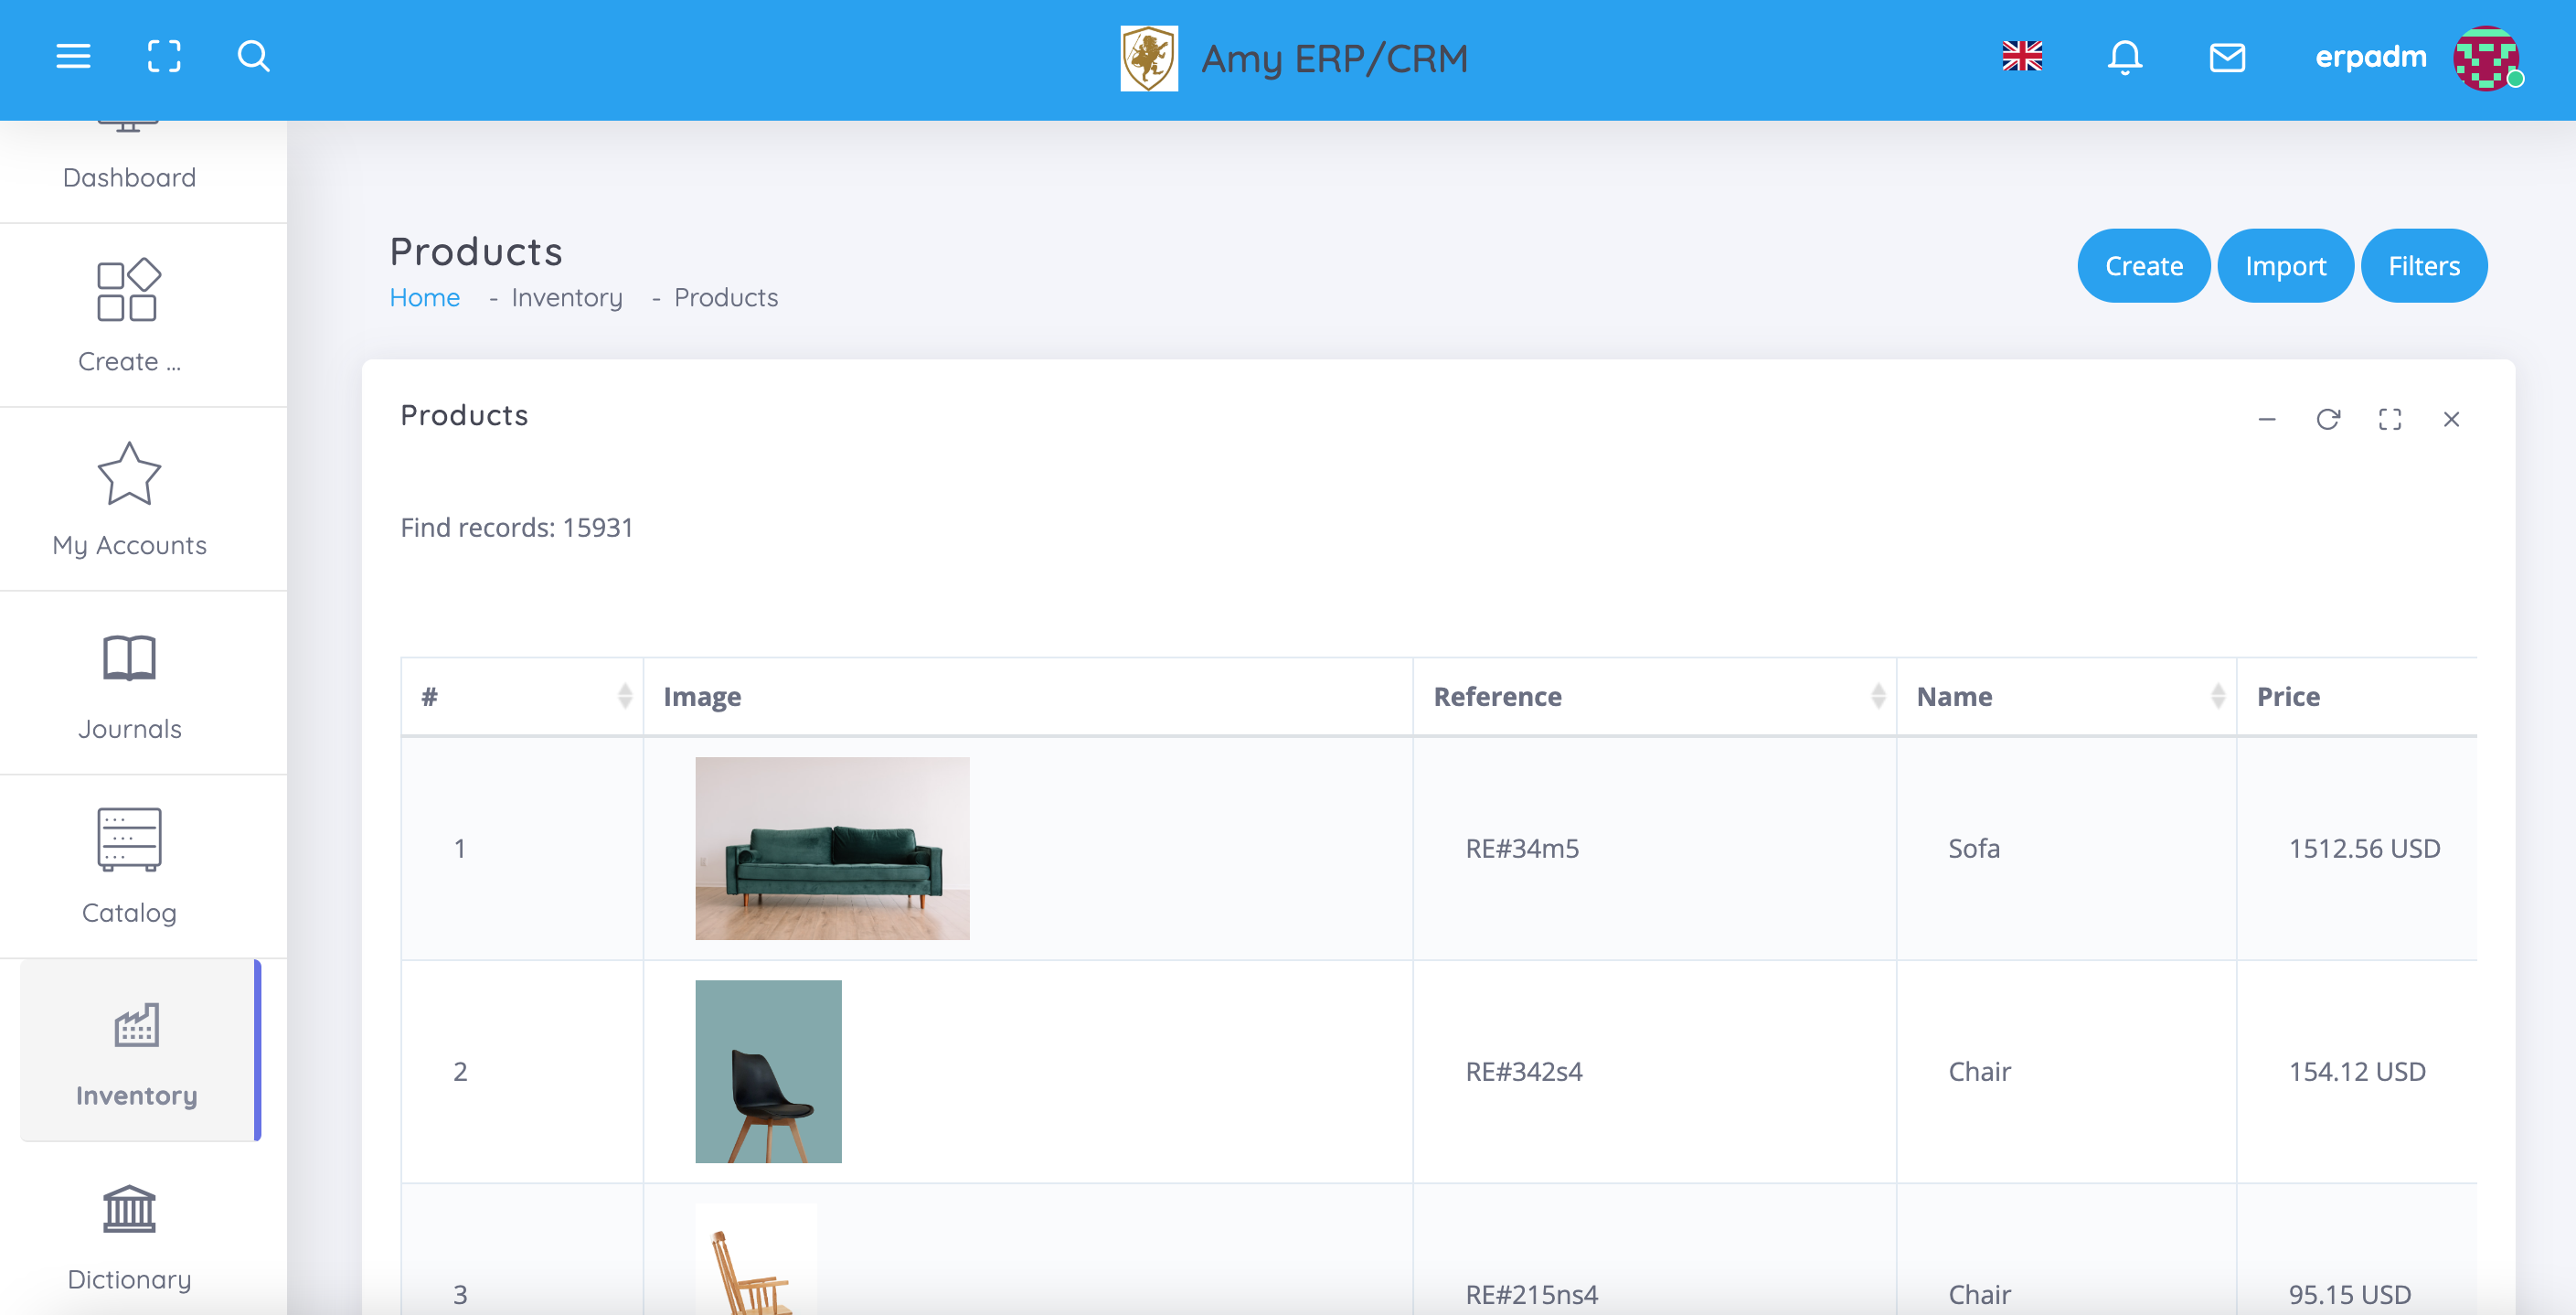 Amy ERP/CRM
erpadm
Dashboard
Create ...
My Accounts
Journals
Catalog
Inventory
Dictionary
Products
Home - Inventory - Products
Create Import Filters
Products
Find records: 15931
# Image Reference Name Price
1 RE#34m5 Sofa 1512.56 USD
2 RE#342s4 Chair 154.12 USD
3 RE#215ns4 Chair 95.15 USD